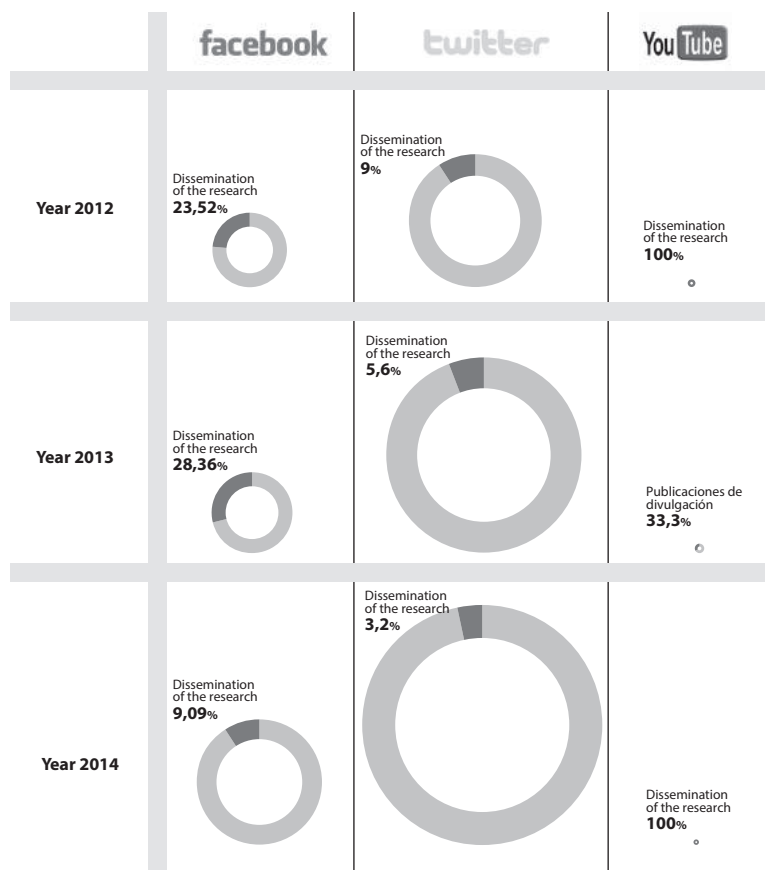 facebook
twitter
You Tube
Year 2012
Dissemination
of the research
23,52%
Dissemination
of the research
9%
Dissemination
of the research
100%
Year 2013
Dissemination
of the research
28,36%
Dissemination
of the research
5,6%
Publicaciones de
divulgación
33,3%
Year 2014
Dissemination
of the research
9,09%
Dissemination
of the research
3,2%
Dissemination
of the research
100%